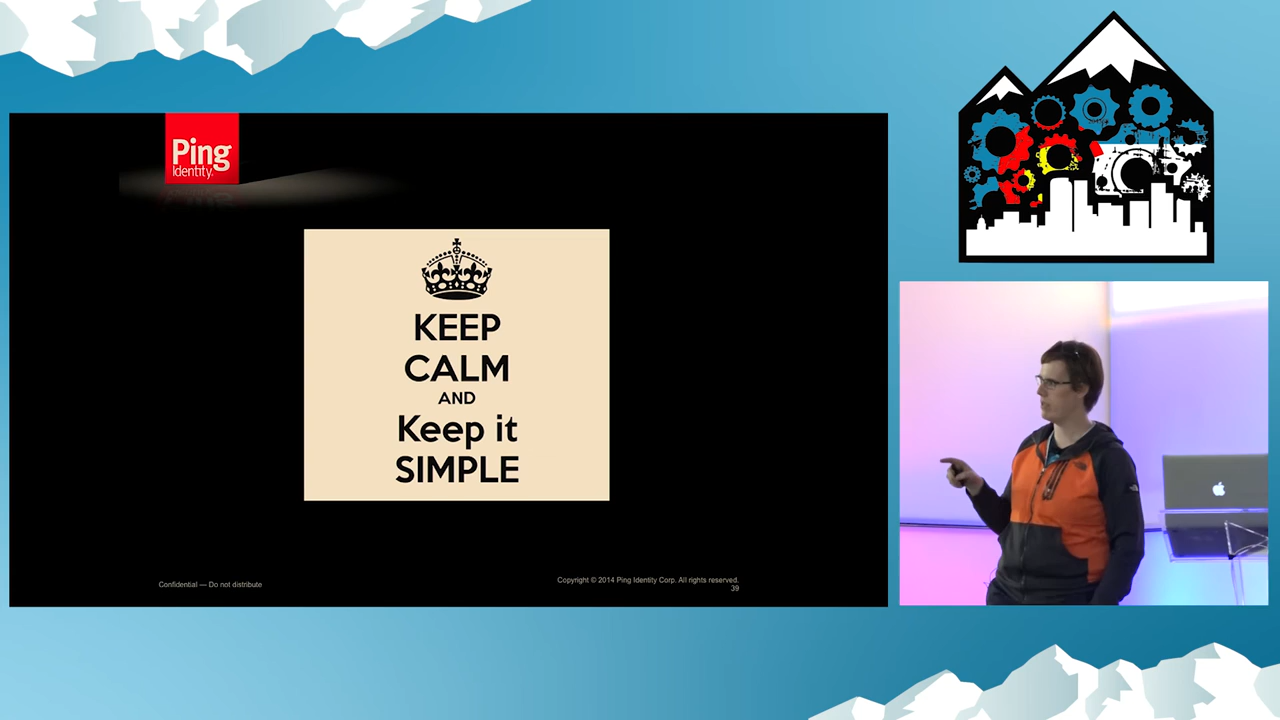 Ping
Identity.
KEEP
CALM
AND
Keep it
SIMPLE
Confidential — Do not distribute
Copyright © 2014 Ping Identity Corp. All rights reserved.
39